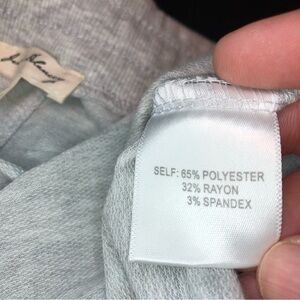 SELF: 65% POLYESTER
32% RAYON
3% SPANDEX